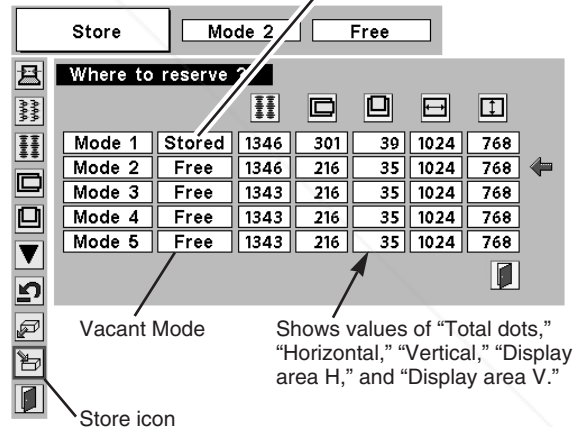 Store Mode 2 Free
Where to reserve ?
Mode 1 Stored 1346 301 39 1024 768
Mode 2 Free 1346 216 35 1024 768
Mode 3 Free 1343 216 35 1024 768
Mode 4 Free 1343 216 35 1024 768
Mode 5 Free 1343 216 35 1024 768
Vacant Mode
Shows values of “Total dots,”
“Horizontal,” “Vertical,” “Display
area H,” and “Display area V.”
Store icon